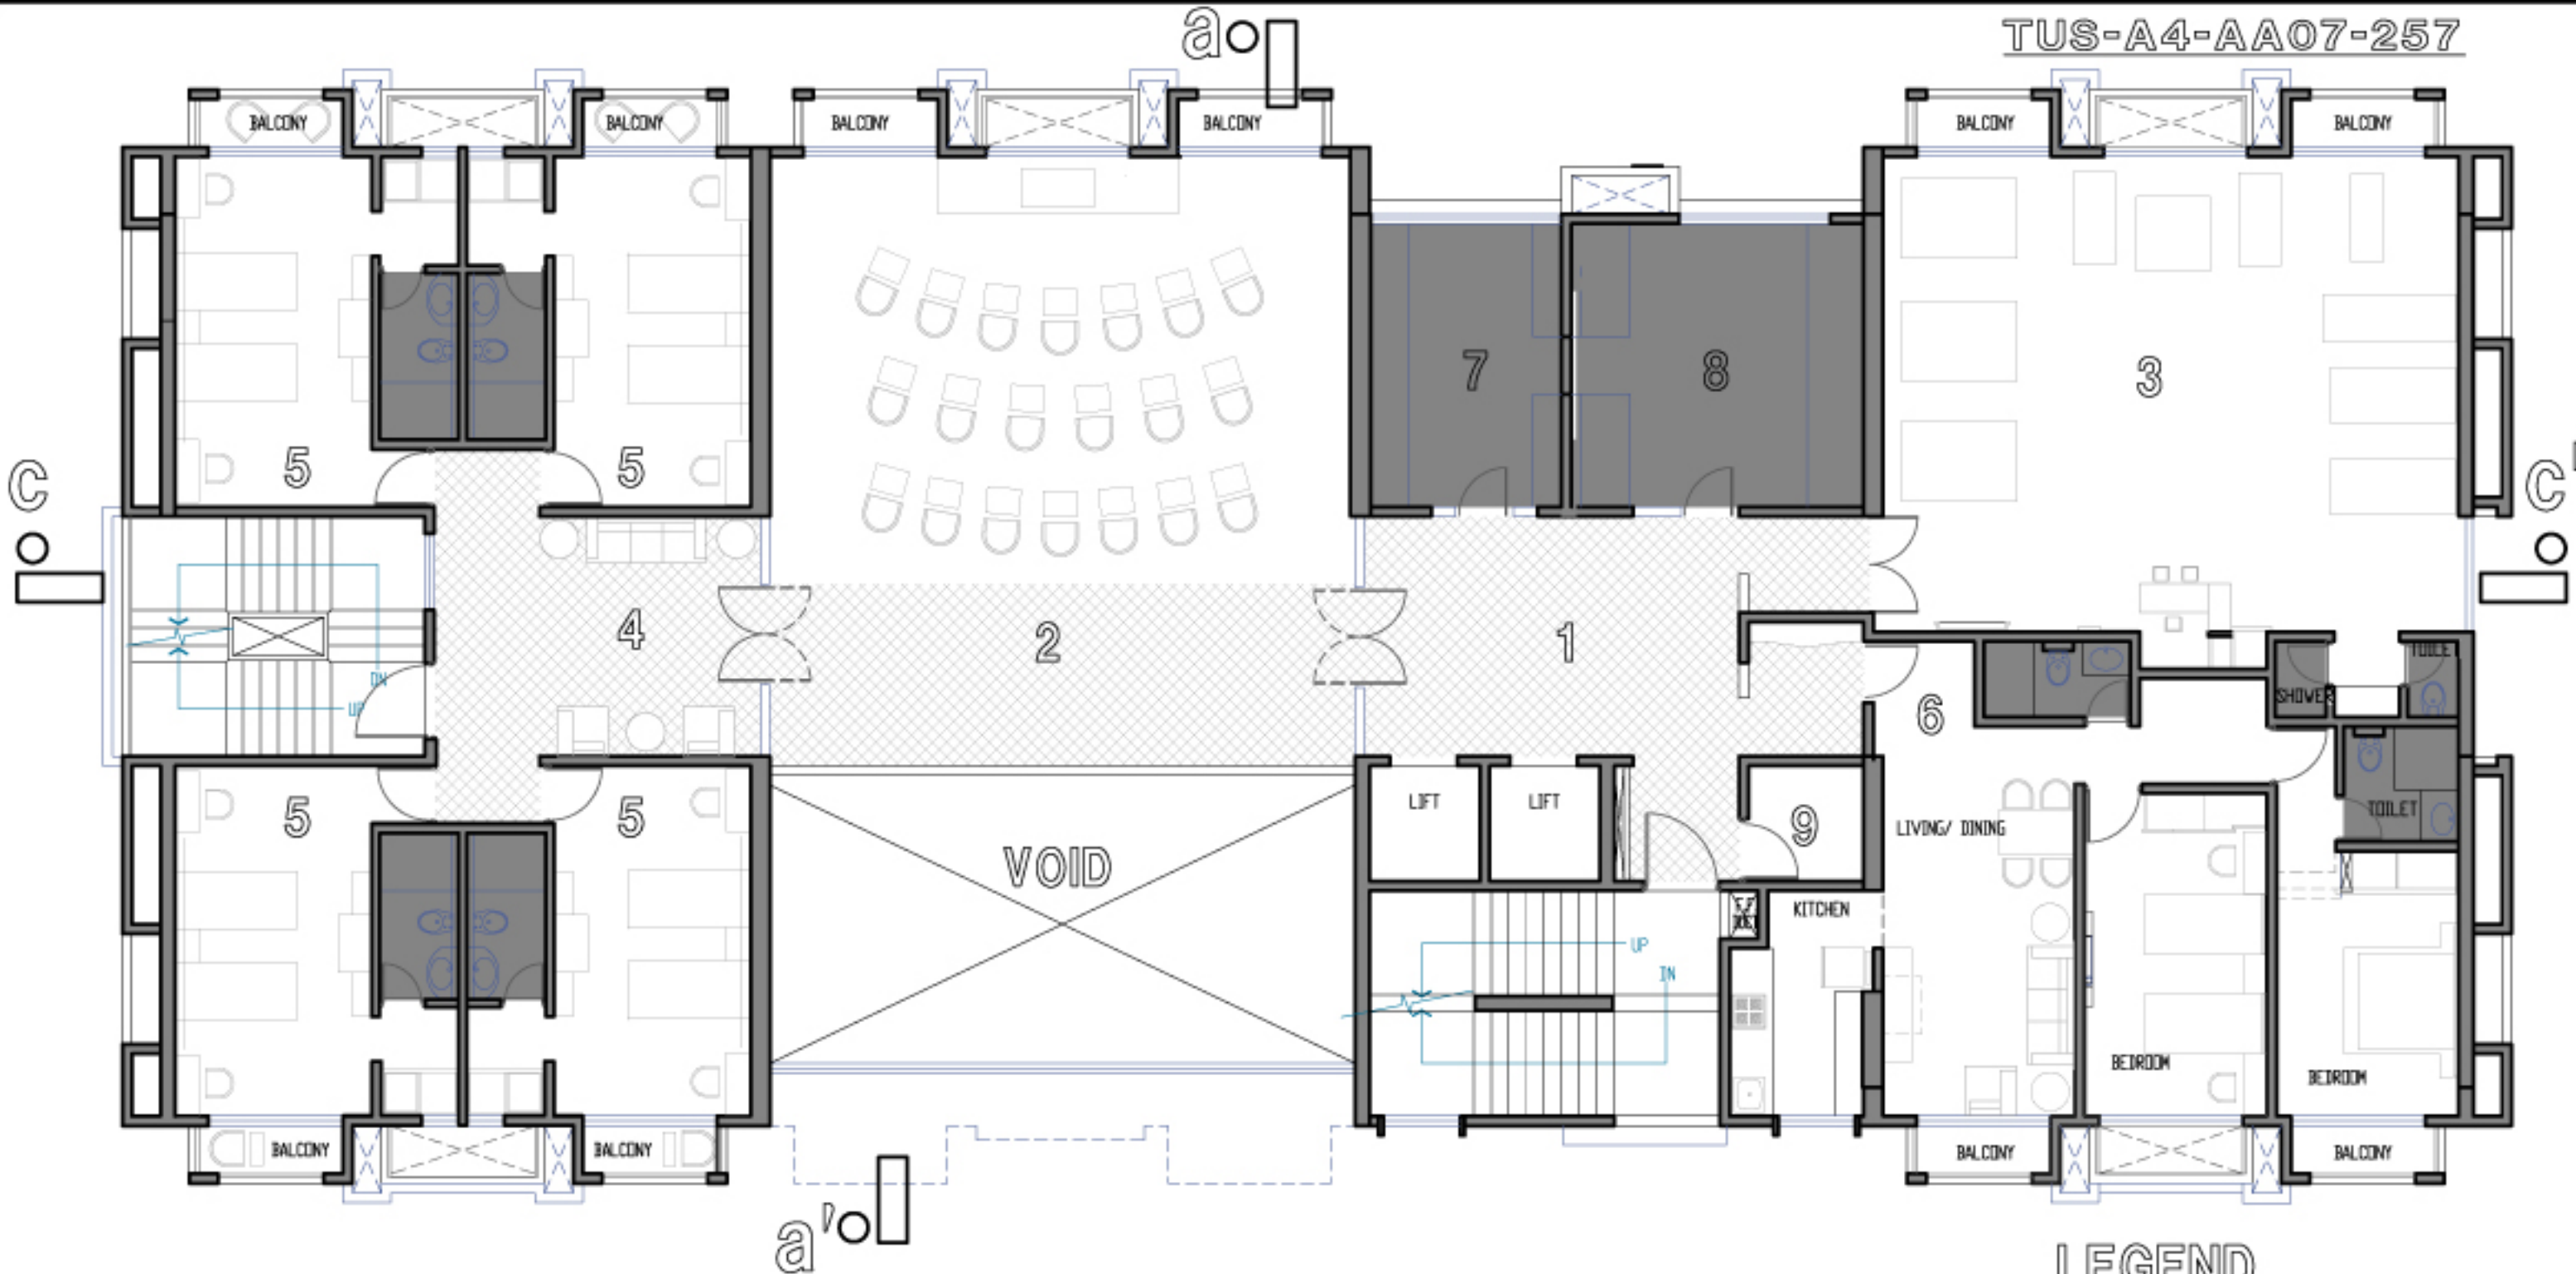 a
TUS-A4-AA07-257
BALCONY
BALCONY
BALCONY
BALCONY
BALCONY
BALCONY
7
8
3
5
5
C
C'
4
2
1
DN
UP
6
TOILET
SHOWER
5
5
LIFT
LIFT
9
LIVING/ DINING
TOILET
VOID
KITCHEN
UP
DN
BEDROOM
BEDROOM
BALCONY
BALCONY
BALCONY
BALCONY
a'
LEGEND